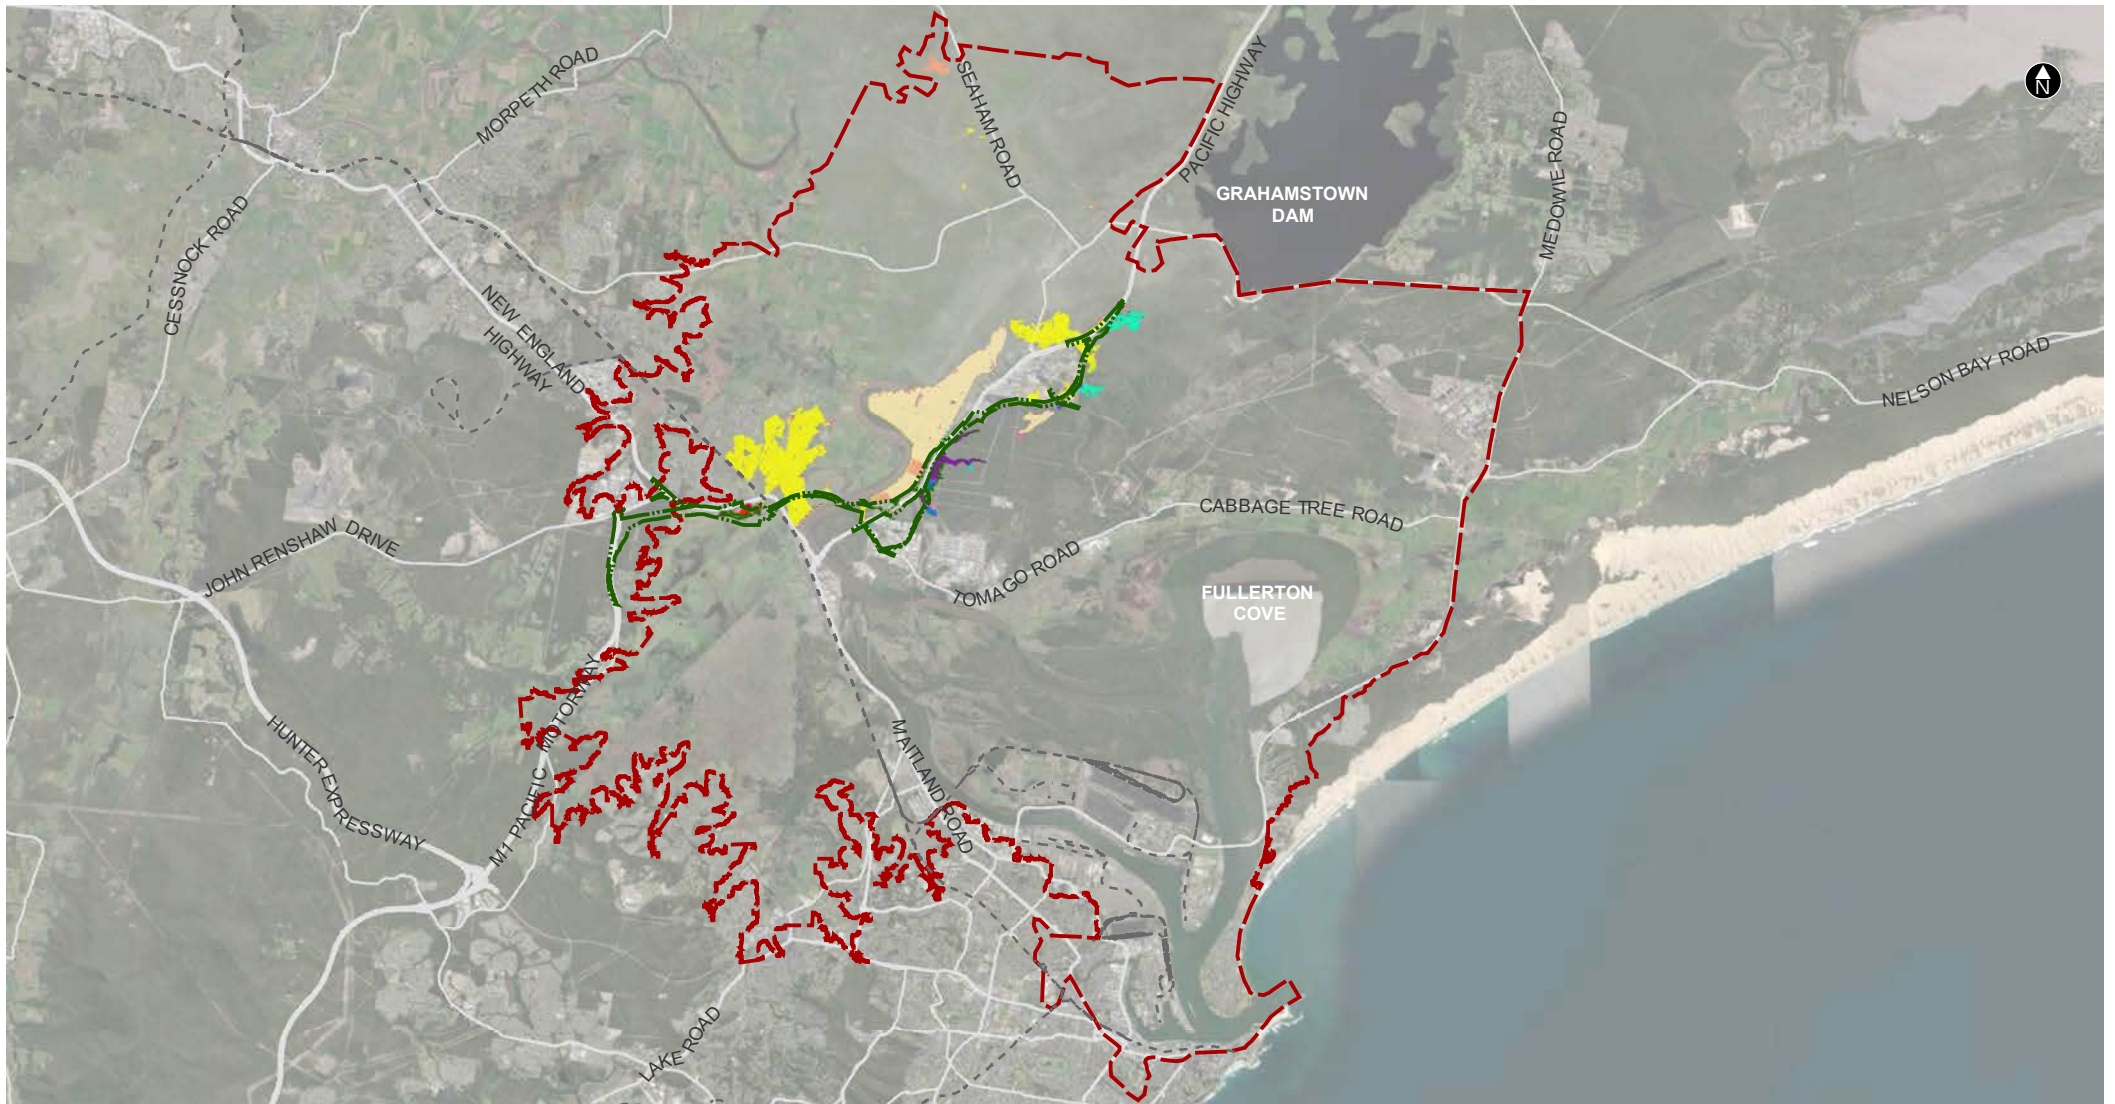 N
MORPETH ROAD
SEAHAM ROAD
PACIFIC HIGHWAY
GRAHAMSTOWN
DAM
MEDOWIE ROAD
CESSNOCK ROAD
NEW ENGLAND
HIGHWAY
NELSON BAY ROAD
CABBAGE TREE ROAD
JOHN RENSHAW DRIVE
TOMAGO ROAD
FULLERTON
COVE
M1 PACIFIC MOTORWAY
HUNTER EXPRESSWAY
MAITLAND ROAD
LAKE ROAD